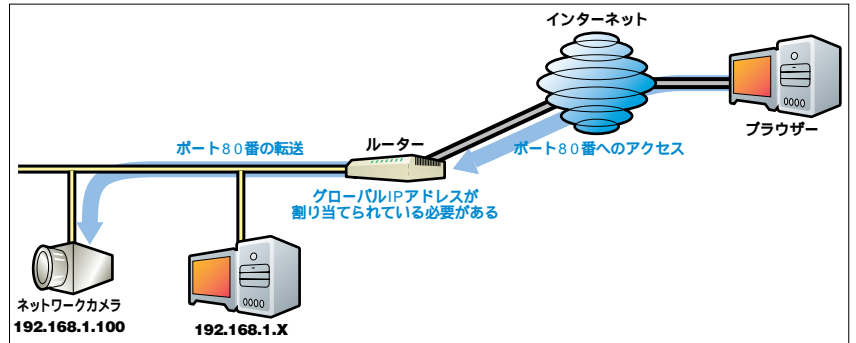 インターネット
ブラウザー
ルーター
ポート80番の転送
ポート80番へのアクセス
グローバルIPアドレスが
割り当てられている必要がある
ネットワークカメラ
192.168.1.100
192.168.1.X